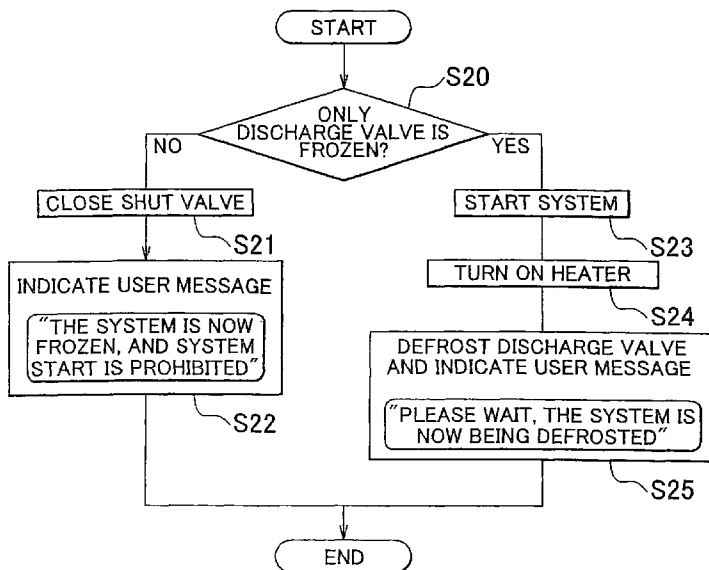 START
S20
ONLY
DISCHARGE VALVE IS
FROZEN?
NO
YES
CLOSE SHUT VALVE
S21
INDICATE USER MESSAGE
"THE SYSTEM IS NOW
FROZEN, AND SYSTEM
START IS PROHIBITED"
S22
START SYSTEM
S23
TURN ON HEATER
S24
DEFROST DISCHARGE VALVE
AND INDICATE USER MESSAGE
"PLEASE WAIT, THE SYSTEM IS
NOW BEING DEFROSTED"
S25
END